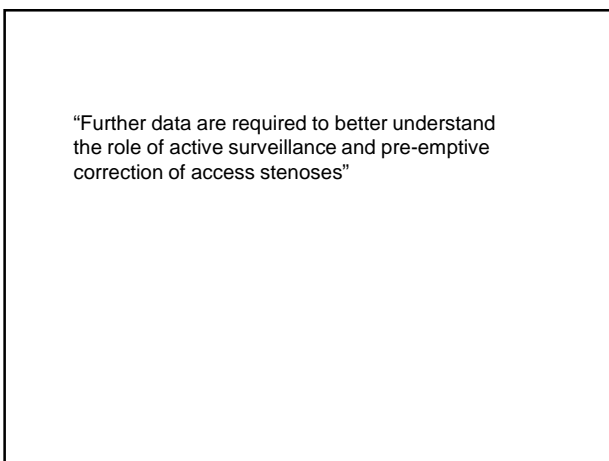 “Further data are required to better understand
the role of active surveillance and pre-emptive
correction of access stenoses”